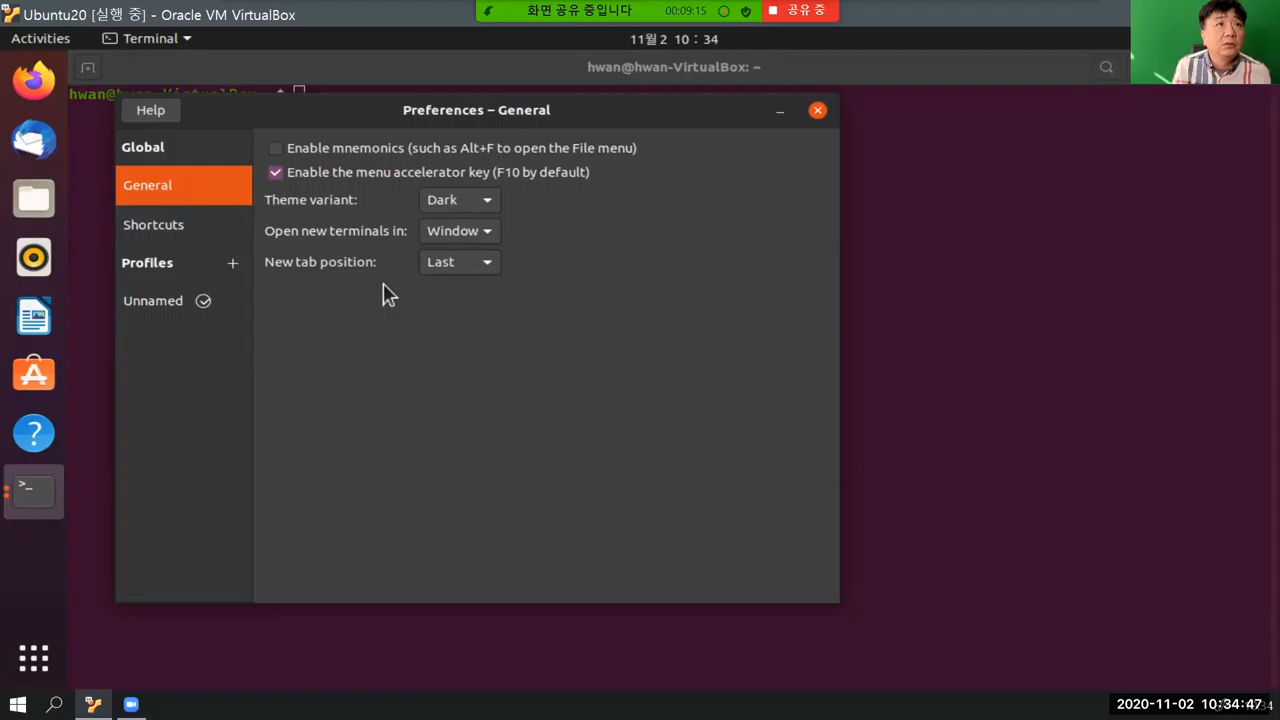 Ubuntu20 [실행 중] - Oracle VM VirtualBox
화면 공유 중입니다
00:09:15
공유 중
Activities
Terminal
11월 2 10 : 34
hwan@hwan-VirtualBox: ~
Help
Preferences – General
Global
General
Shortcuts
Profiles
Unnamed
Enable mnemonics (such as Alt+F to open the File menu)
Enable the menu accelerator key (F10 by default)
Theme variant:
Dark
Open new terminals in:
Window
New tab position:
Last
2020-11-02 10:34:47